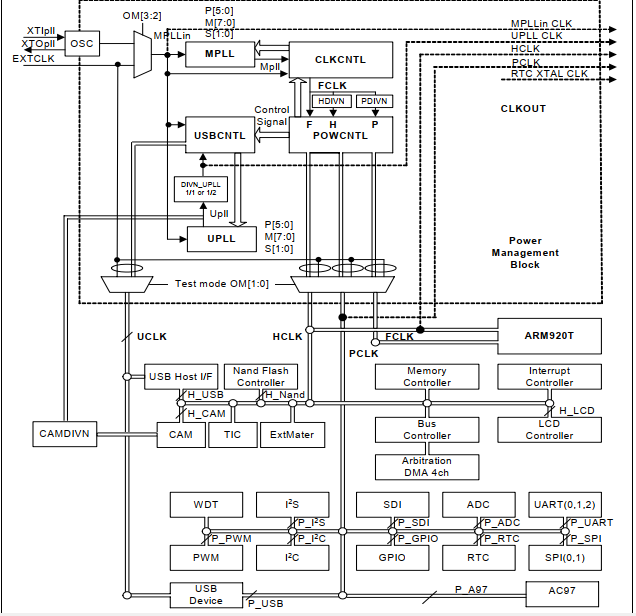 OM[3:2]
P[5:0]
M[7:0]
S[1:0]
XTIpll
XTOpll
EXTCLK
OSC
MPLLin
MPLL
Mpll
CLKCNTL
MPLLin CLK
UPLL CLK
HCLK
PCLK
RTC XTAL CLK
CLKOUT
FCLK
HDIVN
PDIVN
Control
Signal
F H P
USBCNTL
POWCNTL
DIVN_UPLL
1/1 or 1/2
Upll
UPLL
P[5:0]
M[7:0]
S[1:0]
Power
Management
Block
Test mode OM[1:0]
UCLK
HCLK
FCLK
PCLK
ARM920T
USB Host I/F
Nand Flash
Controller
Memory
Controller
Interrupt
Controller
H_USB
H_Nand
H_CAM
H_LCD
CAMDIVN
CAM
TIC
ExtMater
Bus
Controller
LCD
Controller
Arbitration
DMA 4ch
WDT
I²S
SDI
ADC
UART(0,1,2)
P_I²S
P_SDI
P_ADC
P_UART
P_PWM
P_I²C
P_GPIO
P_RTC
P_SPI
PWM
I²C
GPIO
RTC
SPI(0,1)
USB
Device
P_USB
P_A97
AC97